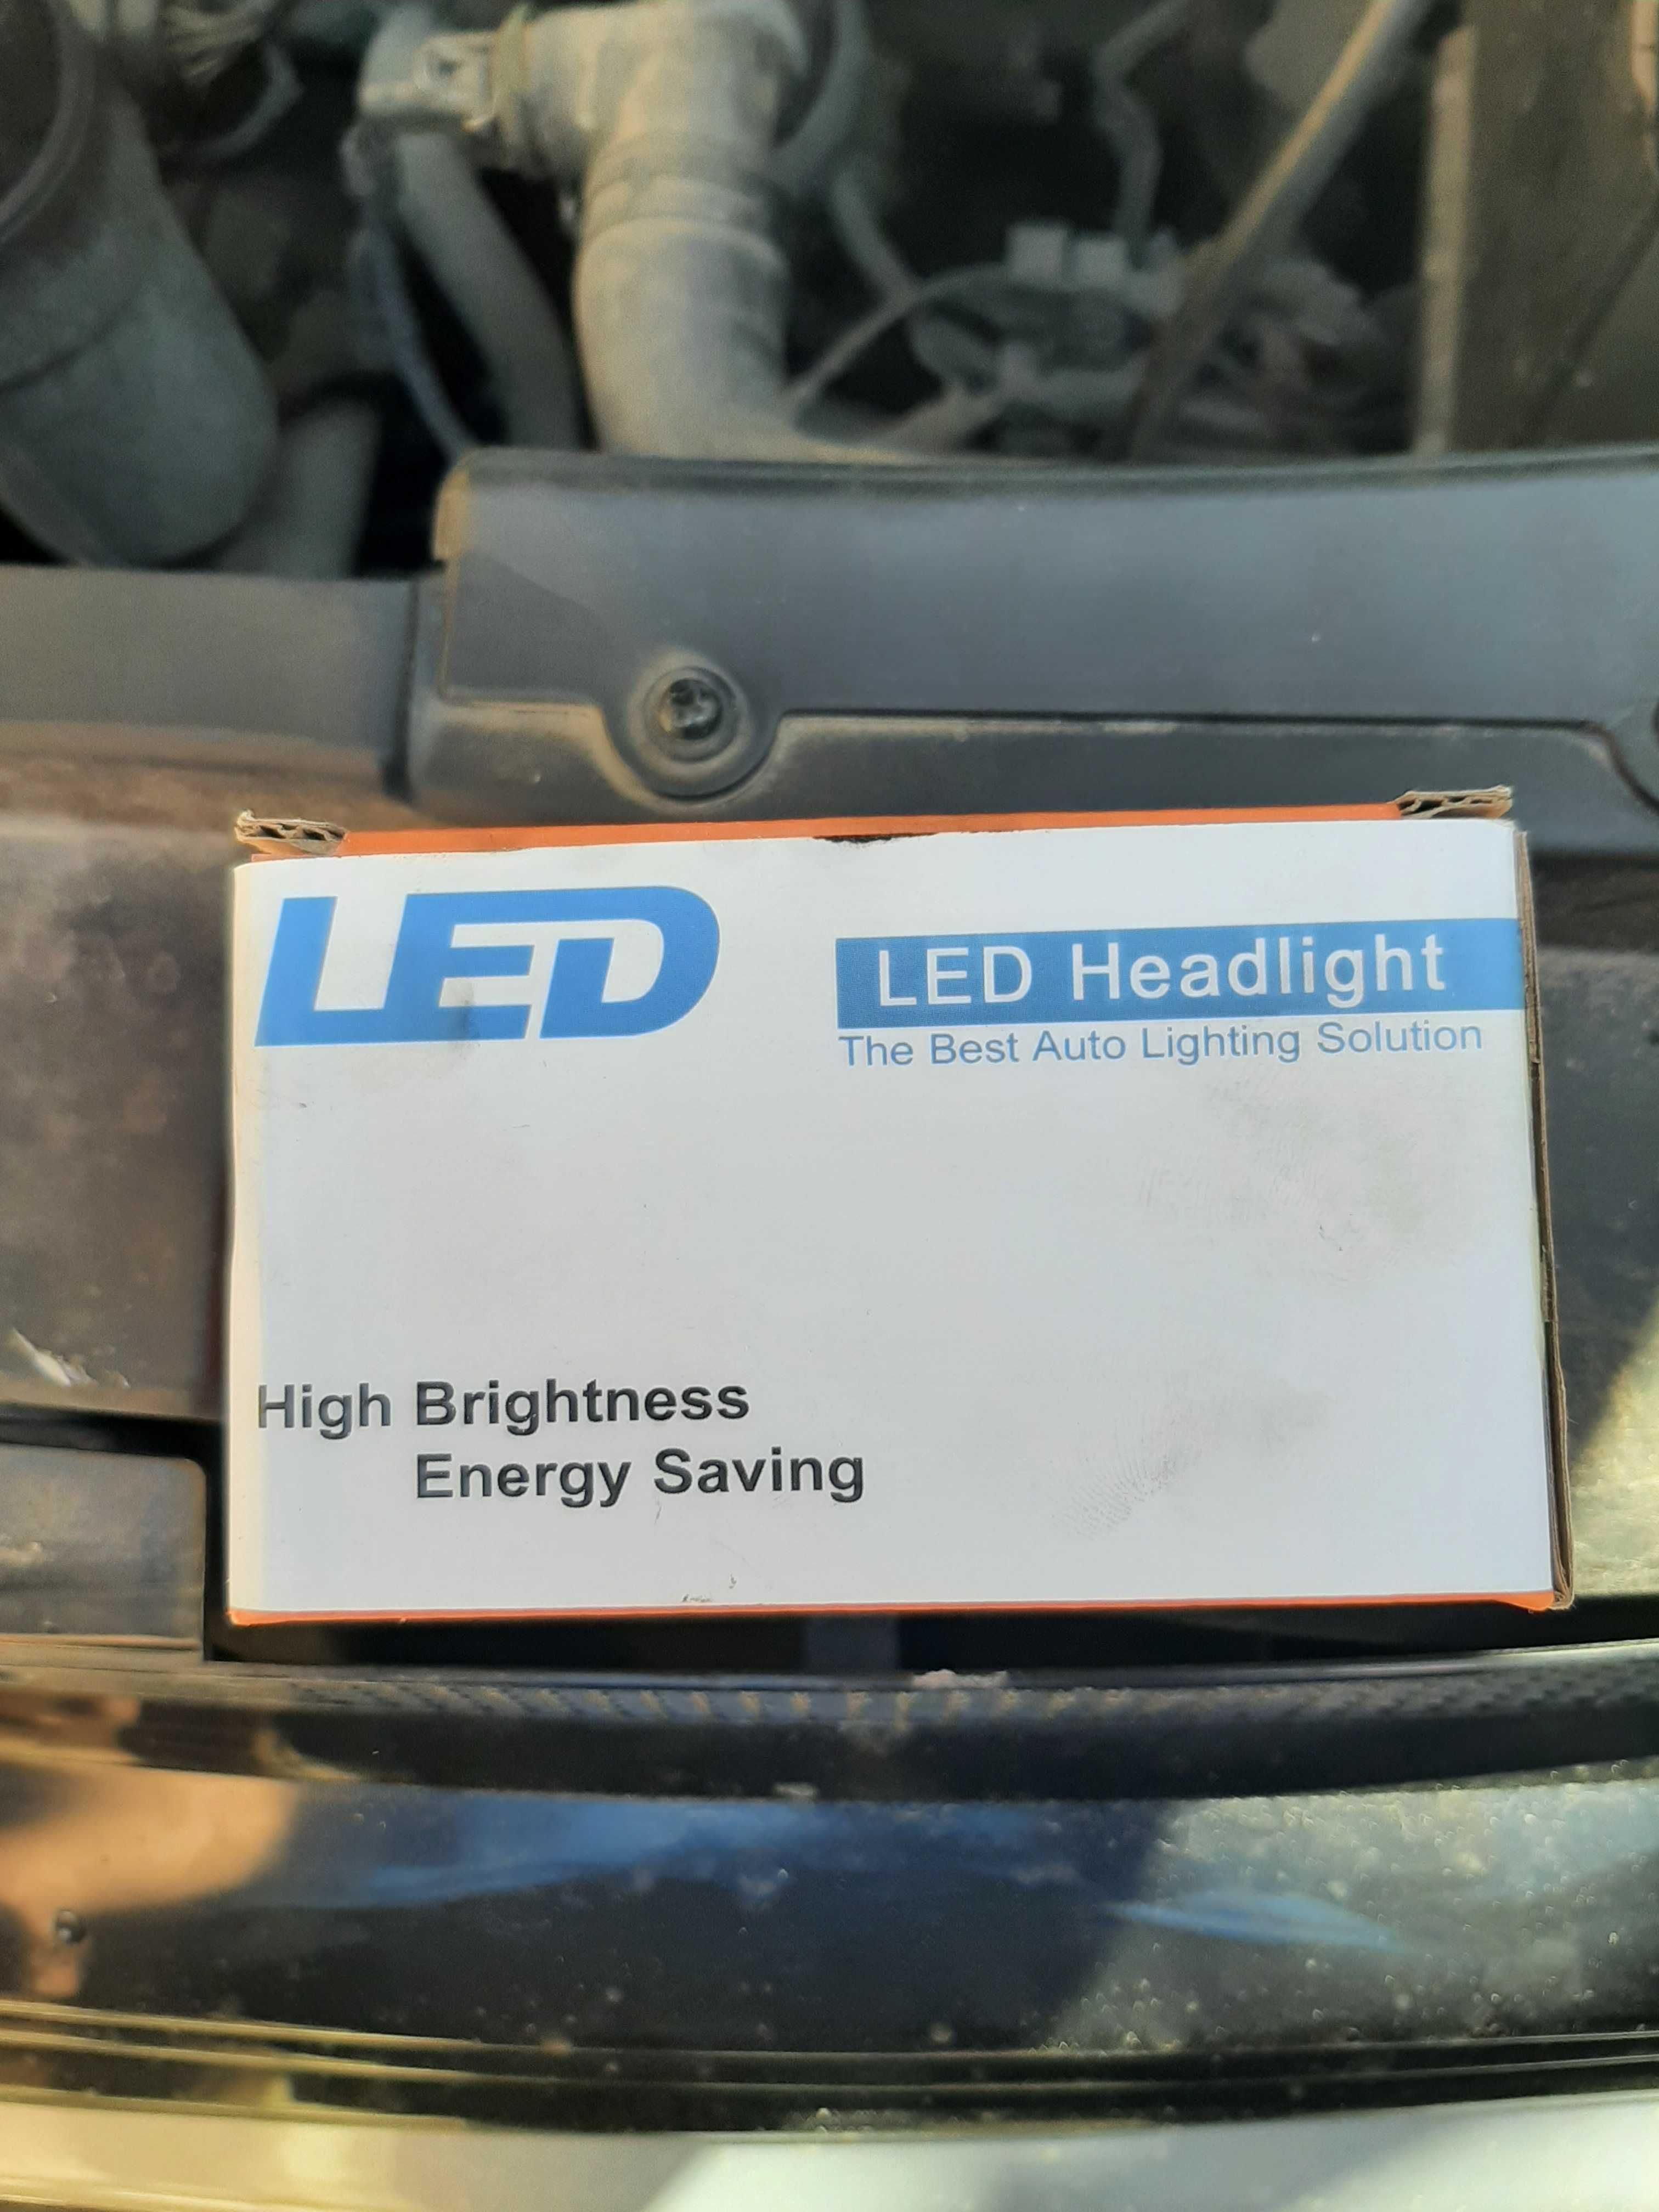 LED
LED Headlight
The Best Auto Lighting Solution
High Brightness
Energy Saving